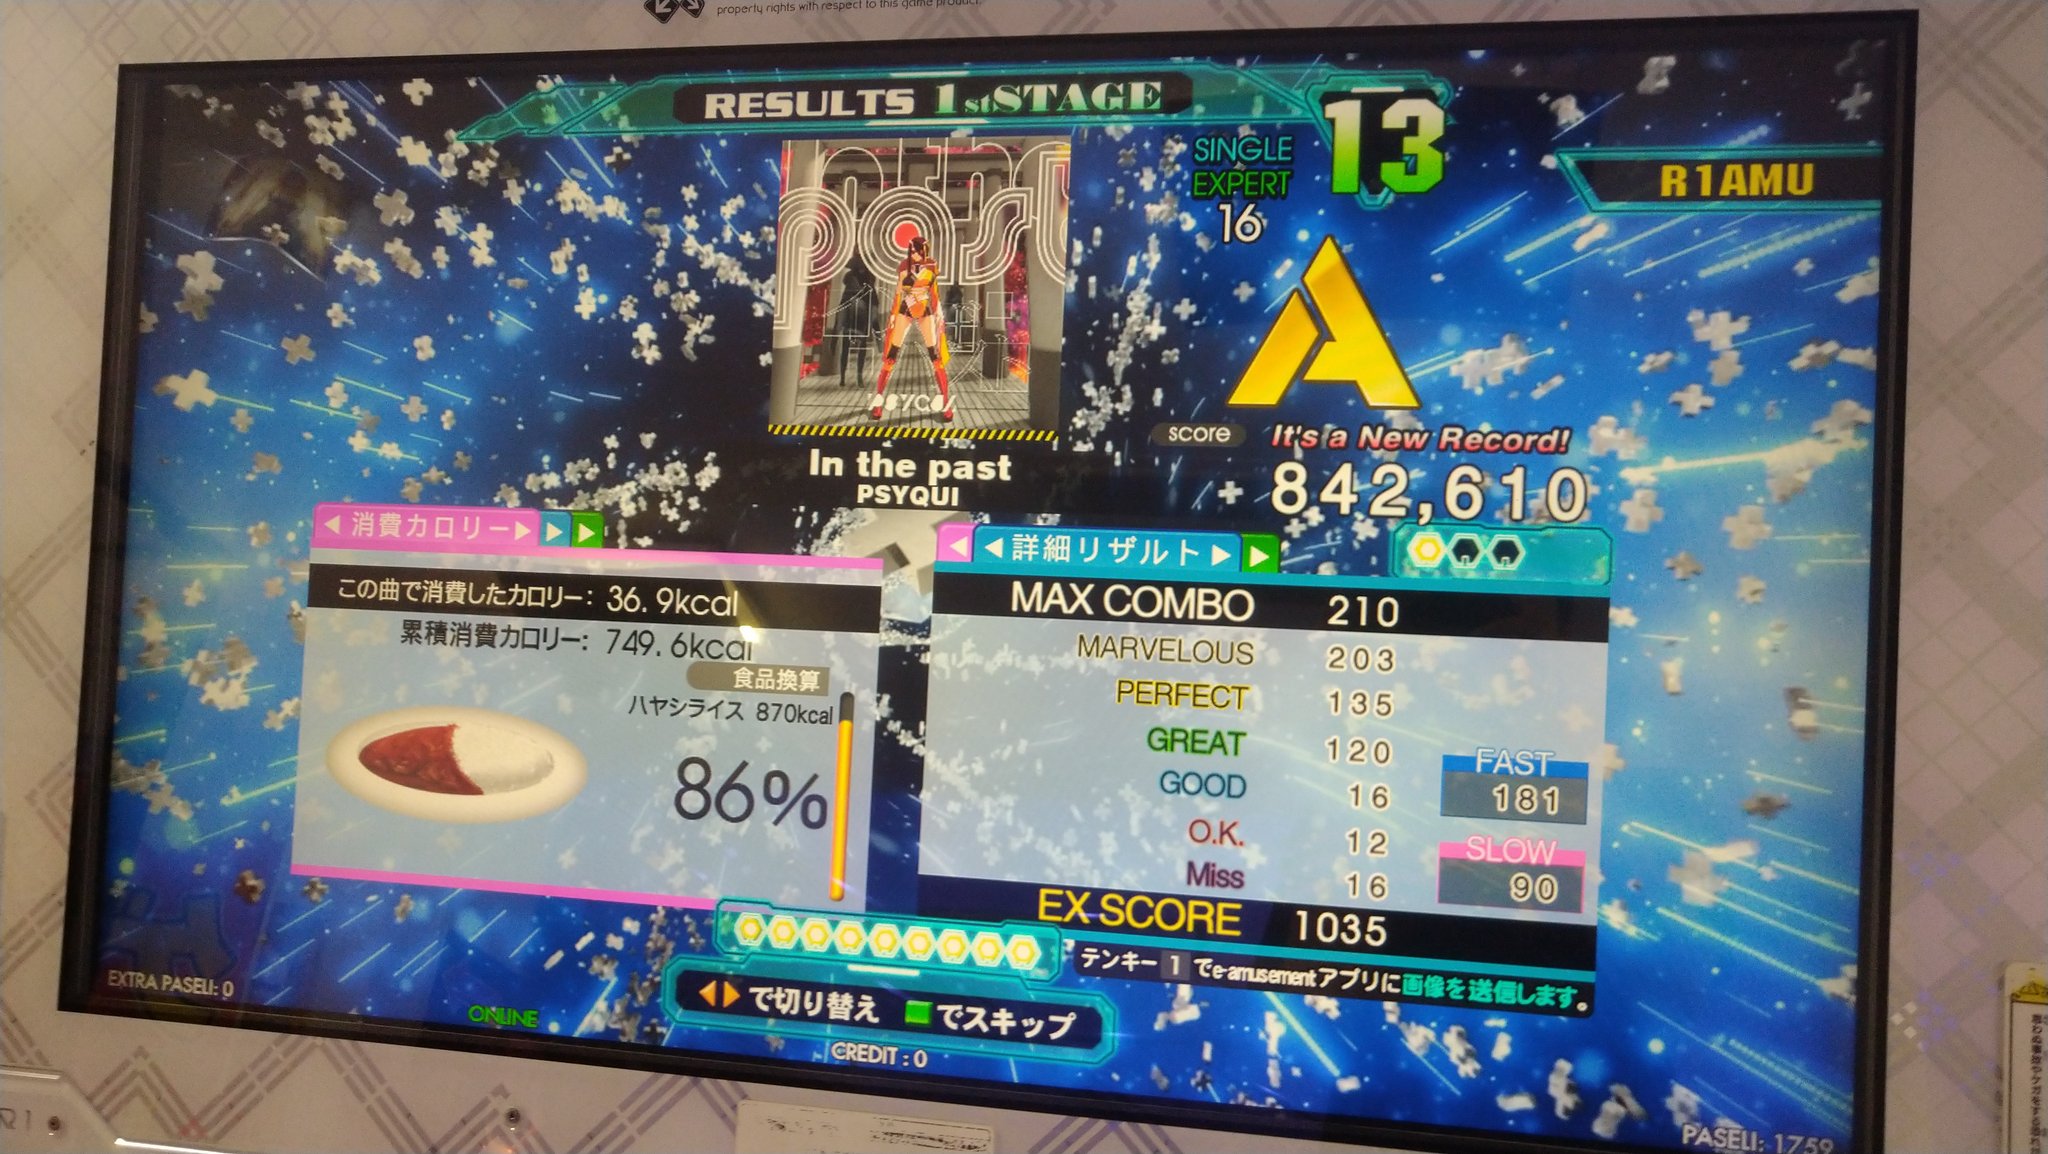 property rights with respect to this game product.
RESULTS 1stSTAGE
SINGLE
EXPERT
16
13
R1AMU
past
PSYQUI
In the past
PSYQUI
score
It's a New Record!
842,610
消費カロリー
この曲で消費したカロリー: 36.9kcal
累積消費カロリー: 749.6kcal
食品換算
ハヤシライス 870kcal
86%
詳細リザルト
MAX COMBO 210
MARVELOUS 203
PERFECT 135
GREAT 120
GOOD 16
O.K. 12
Miss 16
FAST
181
SLOW
90
EX SCORE 1035
テンキー 1 でe-amusementアプリに画像を送信します。
で切り替え でスキップ
EXTRA PASELI: 0
ONLINE
CREDIT : 0
PASELI: 1759